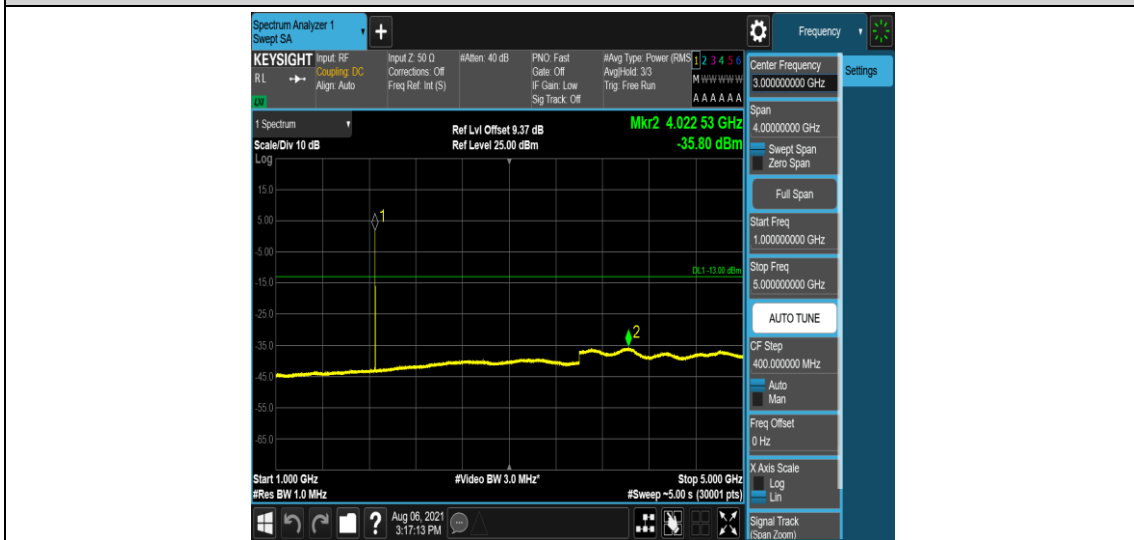 Spectrum Analyzer 1
Swept SA
+
Frequency
KEYSIGHT
RL
LXI
Input: RF
Coupling: DC
Align: Auto
Input Z: 50 Ω
Corrections: Off
Freq Ref: Int (S)
#Atten: 40 dB
PNO: Fast
Gate: Off
IF Gain: Low
Sig Track: Off
#Avg Type: Power (RMS
Avg|Hold: 3/3
Trig: Free Run
1 2 3 4 5 6
M W W W W W
A A A A A A
Center Frequency
3.000000000 GHz
Settings
1 Spectrum
Scale/Div 10 dB
Ref Lvl Offset 9.37 dB
Ref Level 25.00 dBm
Mkr2 4.022 53 GHz
-35.80 dBm
Span
4.00000000 GHz
Swept Span
Zero Span
Full Span
Start Freq
1.000000000 GHz
Stop Freq
5.000000000 GHz
AUTO TUNE
CF Step
400.000000 MHz
Auto
Man
Freq Offset
0 Hz
X Axis Scale
Log
Lin
Signal Track
(Span Zoom)
Log
15.0
5.00
-5.00
-15.0
-25.0
-35.0
-45.0
-55.0
-65.0
1
DL1 -13.00 dBm
2
Start 1.000 GHz
#Res BW 1.0 MHz
#Video BW 3.0 MHz*
Stop 5.000 GHz
#Sweep ~5.00 s (30001 pts)
?
Aug 06, 2021
3:17:13 PM